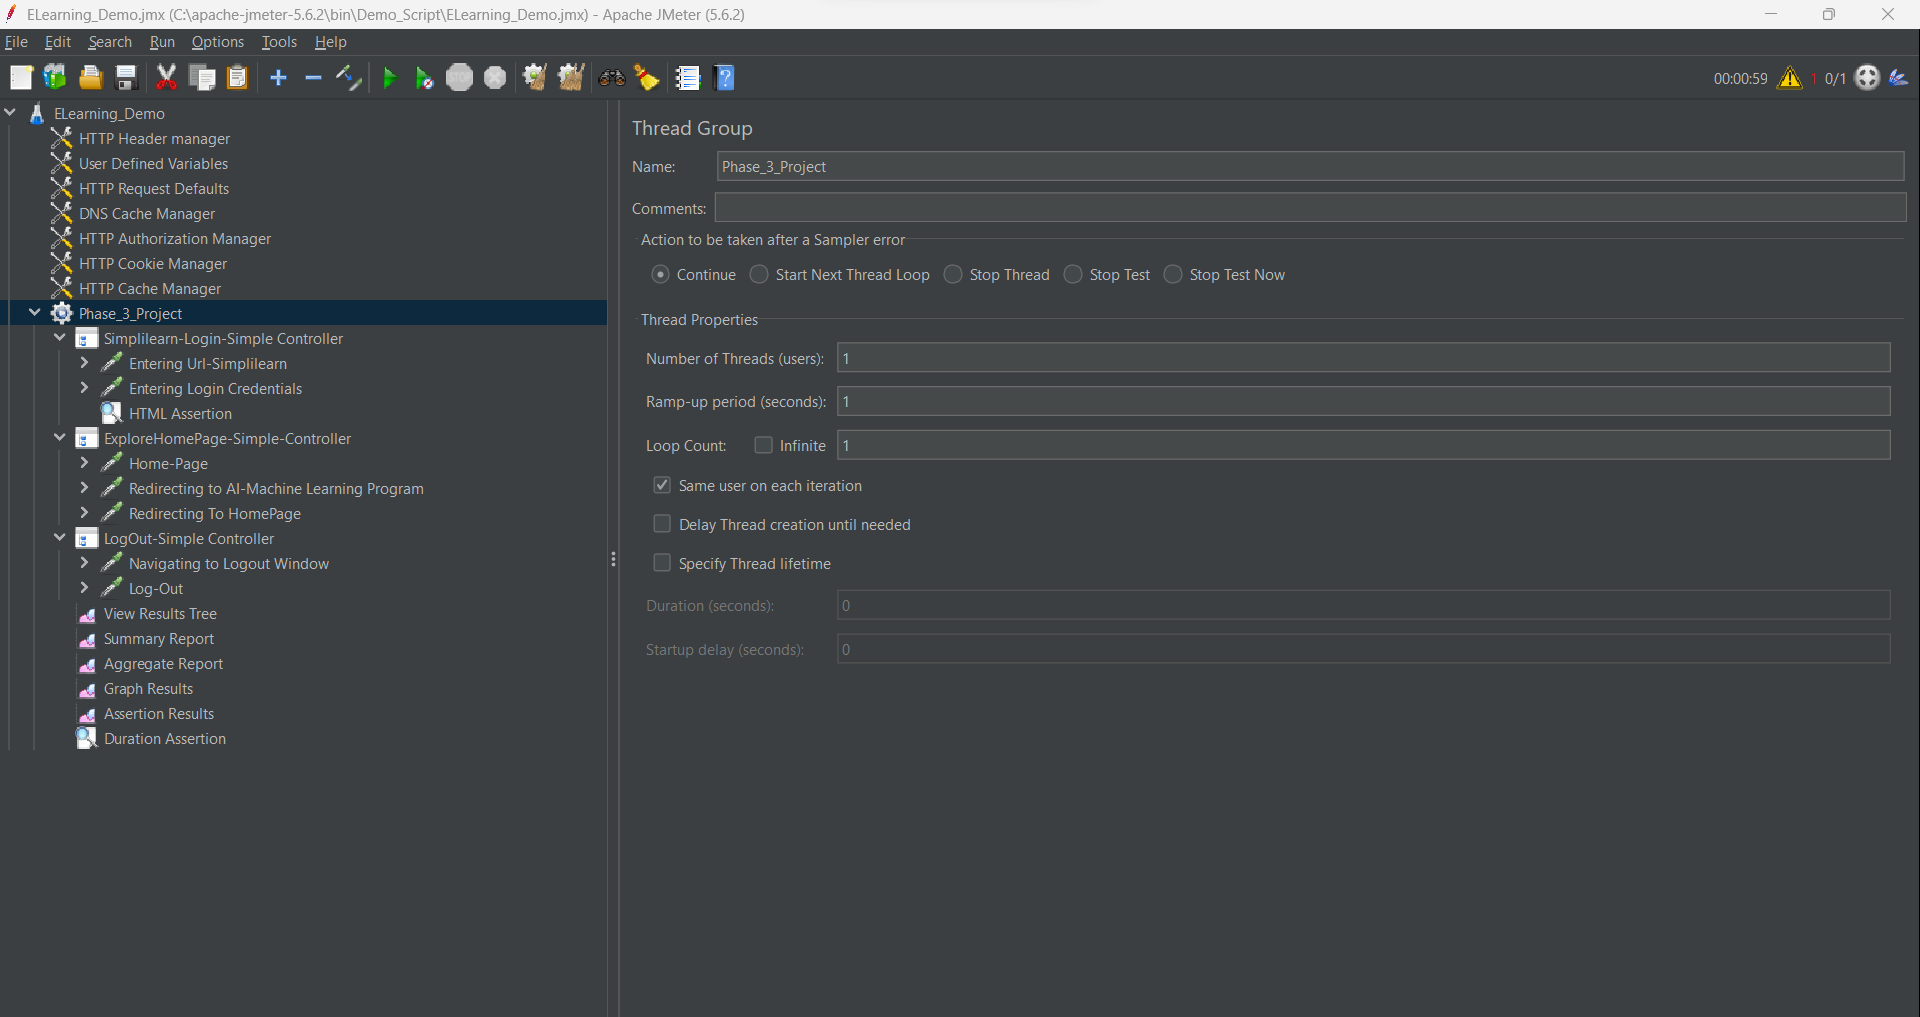 ELearning_Demo.jmx (C:\apache-jmeter-5.6.2\bin\Demo_Script\ELearning_Demo.jmx) - Apache JMeter (5.6.2)
File Edit Search Run Options Tools Help
STOP ? 00:00:59 1 0/1
ELearning_Demo
HTTP Header manager
User Defined Variables
HTTP Request Defaults
DNS Cache Manager
HTTP Authorization Manager
HTTP Cookie Manager
HTTP Cache Manager
Phase_3_Project
Simplilearn-Login-Simple Controller
Entering Url-Simplilearn
Entering Login Credentials
HTML Assertion
ExploreHomePage-Simple-Controller
Home-Page
Redirecting to AI-Machine Learning Program
Redirecting To HomePage
LogOut-Simple Controller
Navigating to Logout Window
Log-Out
View Results Tree
Summary Report
Aggregate Report
Graph Results
Assertion Results
Duration Assertion
Thread Group
Name: Phase_3_Project
Comments:
Action to be taken after a Sampler error
Continue Start Next Thread Loop Stop Thread Stop Test Stop Test Now
Thread Properties
Number of Threads (users): 1
Ramp-up period (seconds): 1
Loop Count: Infinite 1
Same user on each iteration
Delay Thread creation until needed
Specify Thread lifetime
Duration (seconds): 0
Startup delay (seconds): 0